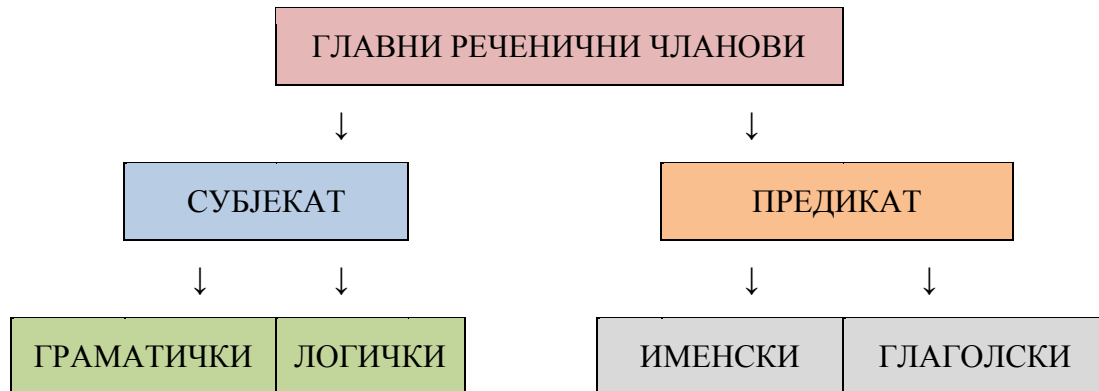 ГЛАВНИ РЕЧЕНИЧНИ ЧЛАНОВИ
↓ ↓
СУБЈЕКАТ ПРЕДИКАТ
↓ ↓ ↓ ↓
ГРАМАТИЧКИ ЛОГИЧКИ ИМЕНСКИ ГЛАГОЛСКИ